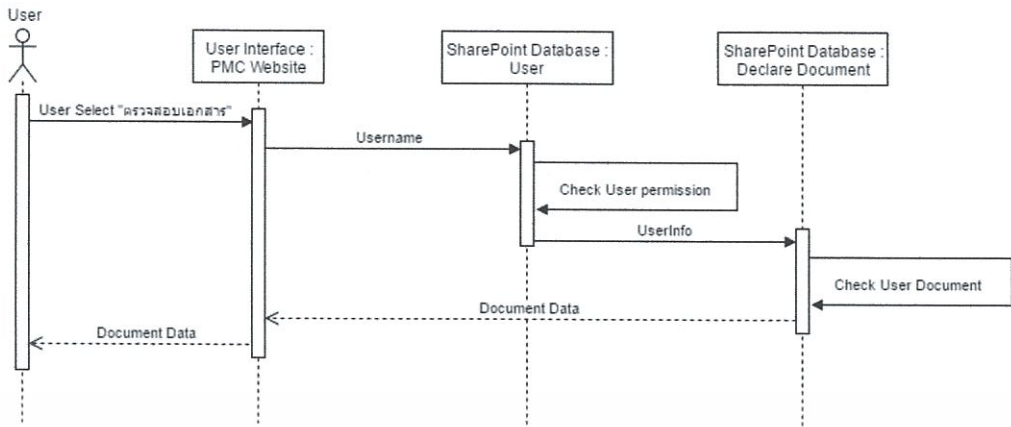 User
User Interface :
PMC Website
SharePoint Database :
User
SharePoint Database :
Declare Document
User Select "ตรวจสอบเอกสาร"
Username
Check User permission
UserInfo
Check User Document
Document Data
Document Data